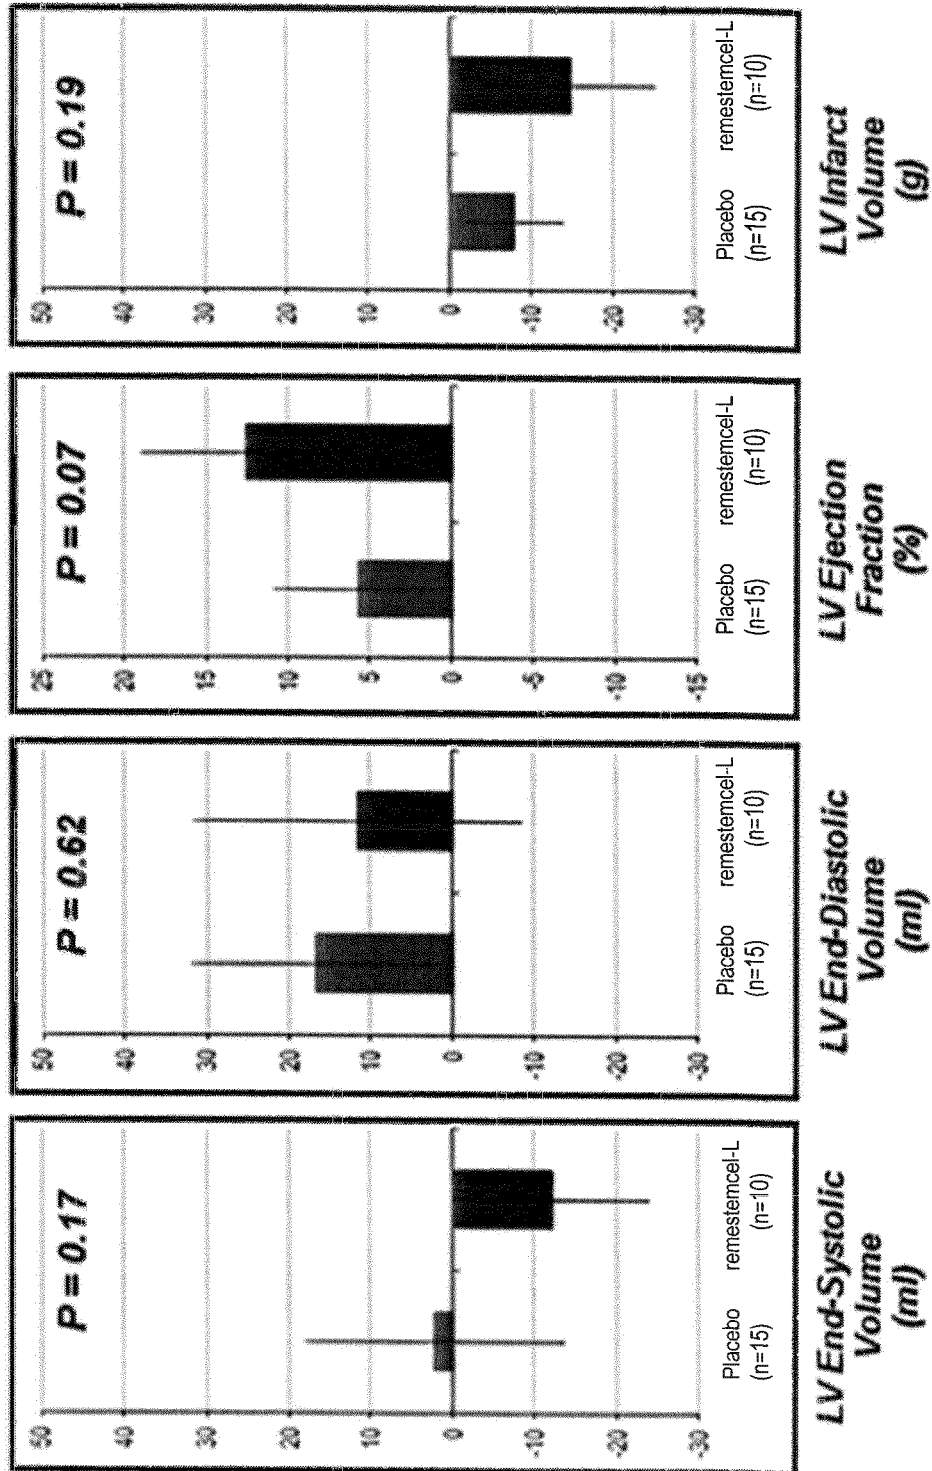 P = 0.17
50
40
30
20
10
0
-10
-20
-30
Placebo
(n=15)
remestemcel-L
(n=10)
LV End-Systolic
Volume
(ml)
P = 0.62
50
40
30
20
10
0
-10
-20
-30
Placebo
(n=15)
remestemcel-L
(n=10)
LV End-Diastolic
Volume
(ml)
P = 0.07
25
20
15
10
5
0
-5
-10
-15
Placebo
(n=15)
remestemcel-L
(n=10)
LV Ejection
Fraction
(%)
P = 0.19
50
40
30
20
10
0
-10
-20
-30
Placebo
(n=15)
remestemcel-L
(n=10)
LV Infarct
Volume
(g)